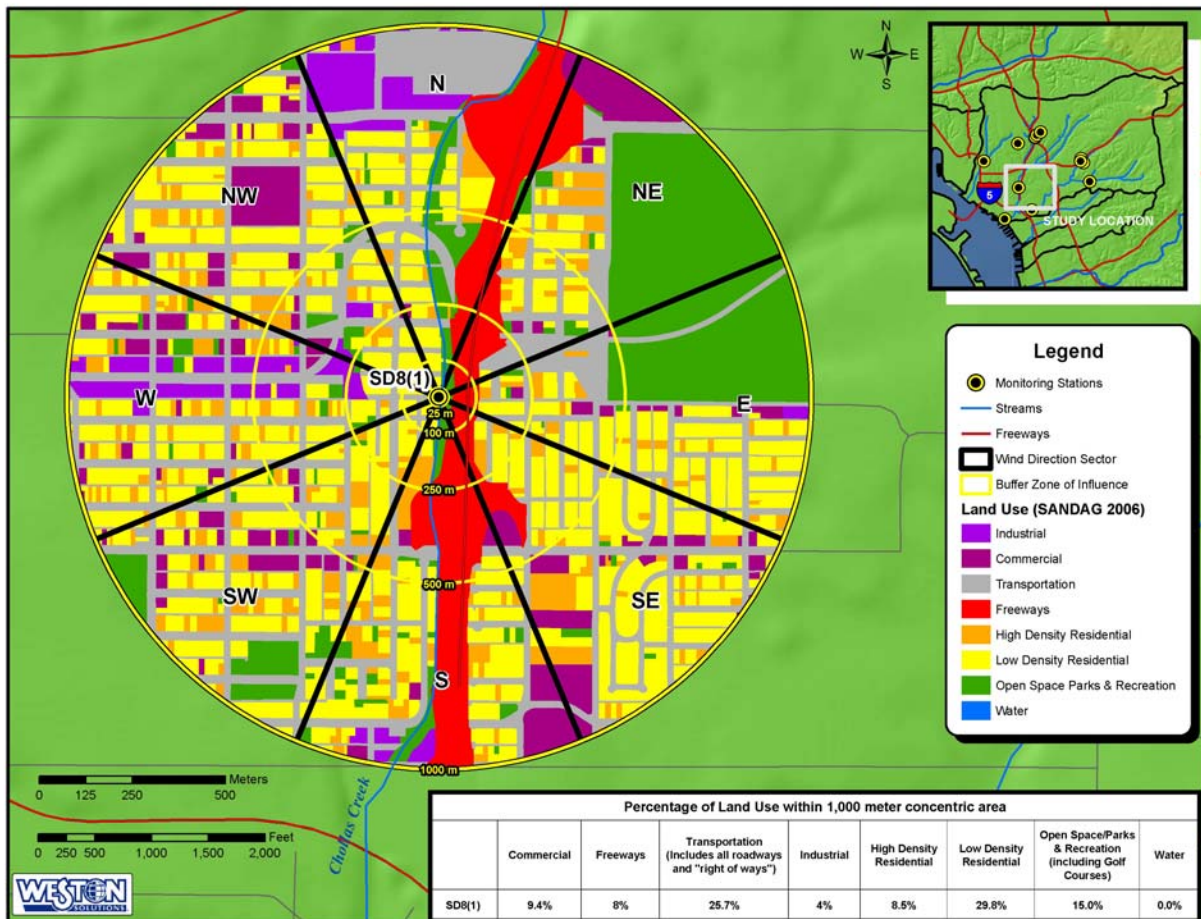 N
W E
S
N
NW
NE
SD8(1)
W
E
25 m
100 m
250 m
500 m
SW
SE
S
1000 m
5
STUDY LOCATION
Legend
Monitoring Stations
Streams
Freeways
Wind Direction Sector
Buffer Zone of Influence
Land Use (SANDAG 2006)
Industrial
Commercial
Transportation
Freeways
High Density Residential
Low Density Residential
Open Space Parks & Recreation
Water
Meters
0 125 250 500
Feet
0 250 500 1,000 1,500 2,000
Chollas Creek
WESTON
SOLUTIONS
Percentage of Land Use within 1,000 meter concentric area
Commercial
Freeways
Transportation
(Includes all roadways
and "right of ways")
Industrial
High Density
Residential
Low Density
Residential
Open Space/Parks
& Recreation
(including Golf
Courses)
Water
SD8(1) 9.4% 8% 25.7% 4% 8.5% 29.8% 15.0% 0.0%